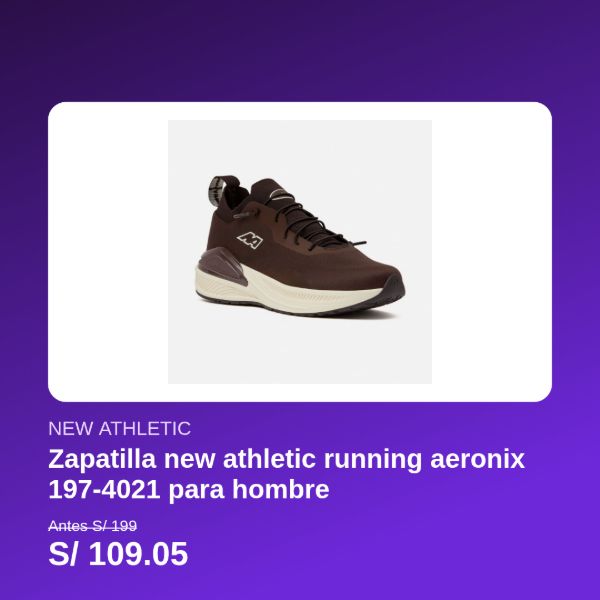 NEW ATHLETIC
Zapatilla new athletic running aeronix
197-4021 para hombre
Antes S/ 199
S/ 109.05